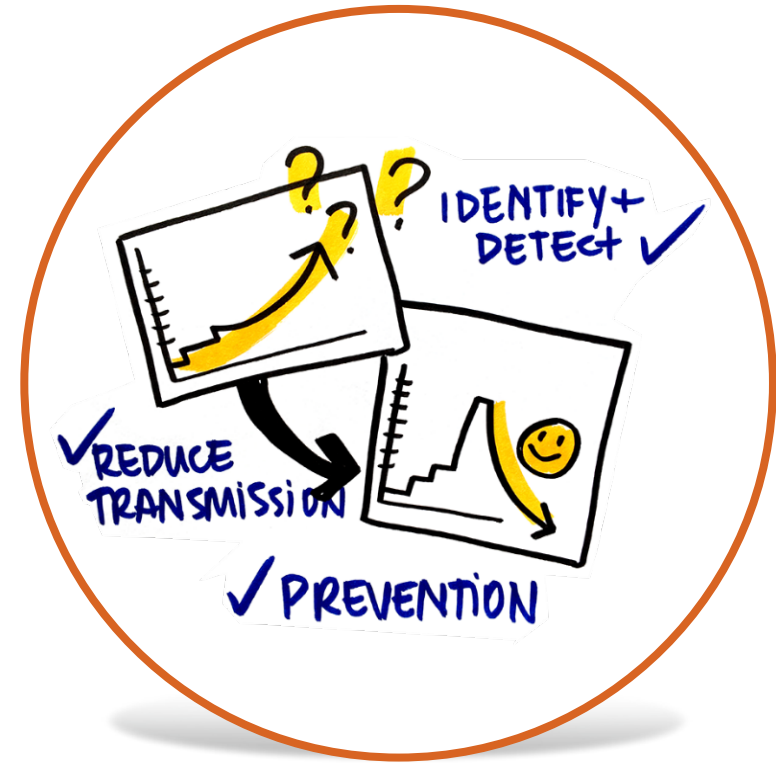 ? ? ?
IDENTIFY +
DETECT ✓
✓ REDUCE
TRANSMISSION
✓ PREVENTION